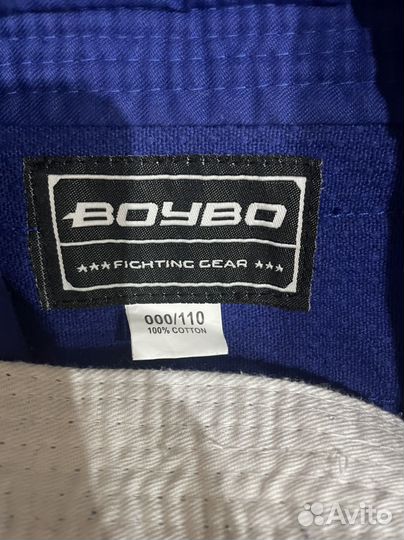 BOYBO
★★★ FIGHTING GEAR ★★★
000/110
100% COTTON
Avito